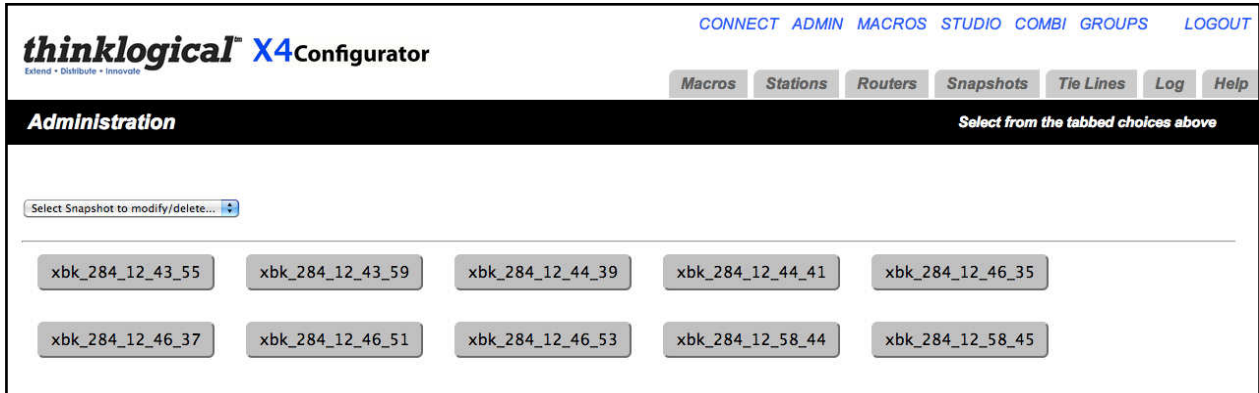 CONNECT ADMIN MACROS STUDIO COMBI GROUPS LOGOUT
thinklogical™ X4Configurator
Extend • Distribute • Innovate
Macros Stations Routers Snapshots Tie Lines Log Help
Administration Select from the tabbed choices above
Select Snapshot to modify/delete...
xbk_284_12_43_55 xbk_284_12_43_59 xbk_284_12_44_39 xbk_284_12_44_41 xbk_284_12_46_35
xbk_284_12_46_37 xbk_284_12_46_51 xbk_284_12_46_53 xbk_284_12_58_44 xbk_284_12_58_45